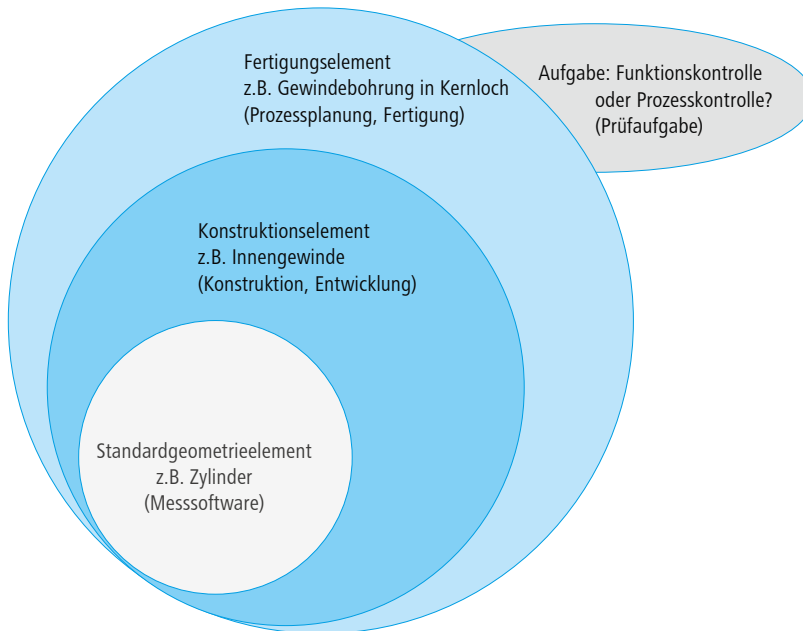 Fertigungselement
z.B. Gewindebohrung in Kernloch
(Prozessplanung, Fertigung)
Aufgabe: Funktionskontrolle
oder Prozesskontrolle?
(Prüfaufgabe)
Konstruktionselement
z.B. Innengewinde
(Konstruktion, Entwicklung)
Standardgeometrieelement
z.B. Zylinder
(Messsoftware)